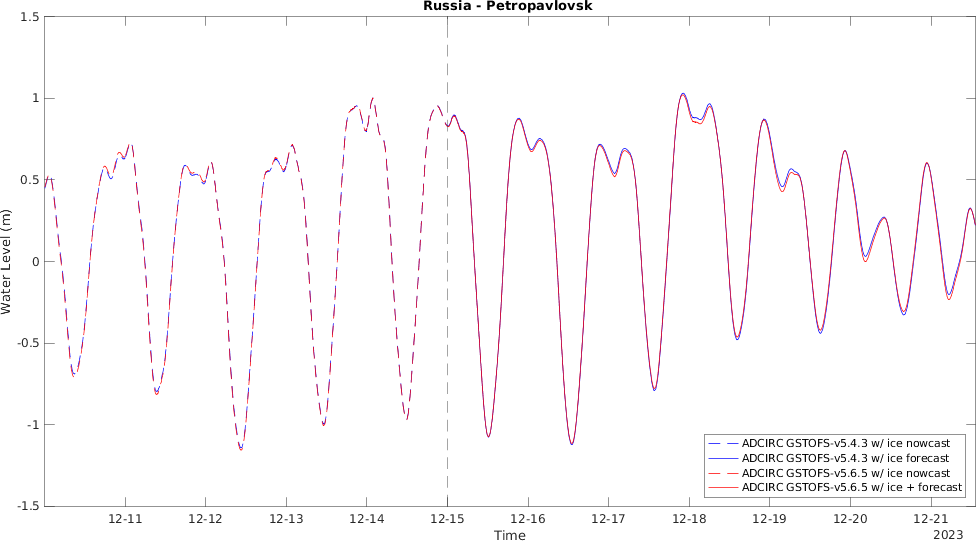 Russia - Petropavlovsk
1.5
1
0.5
0
-0.5
-1
-1.5
Water Level (m)
12-11
12-12
12-13
12-14
12-15
12-16
12-17
12-18
12-19
12-20
12-21
2023
Time
ADCIRC GSTOFS-v5.4.3 w/ ice nowcast
ADCIRC GSTOFS-v5.4.3 w/ ice forecast
ADCIRC GSTOFS-v5.6.5 w/ ice nowcast
ADCIRC GSTOFS-v5.6.5 w/ ice + forecast